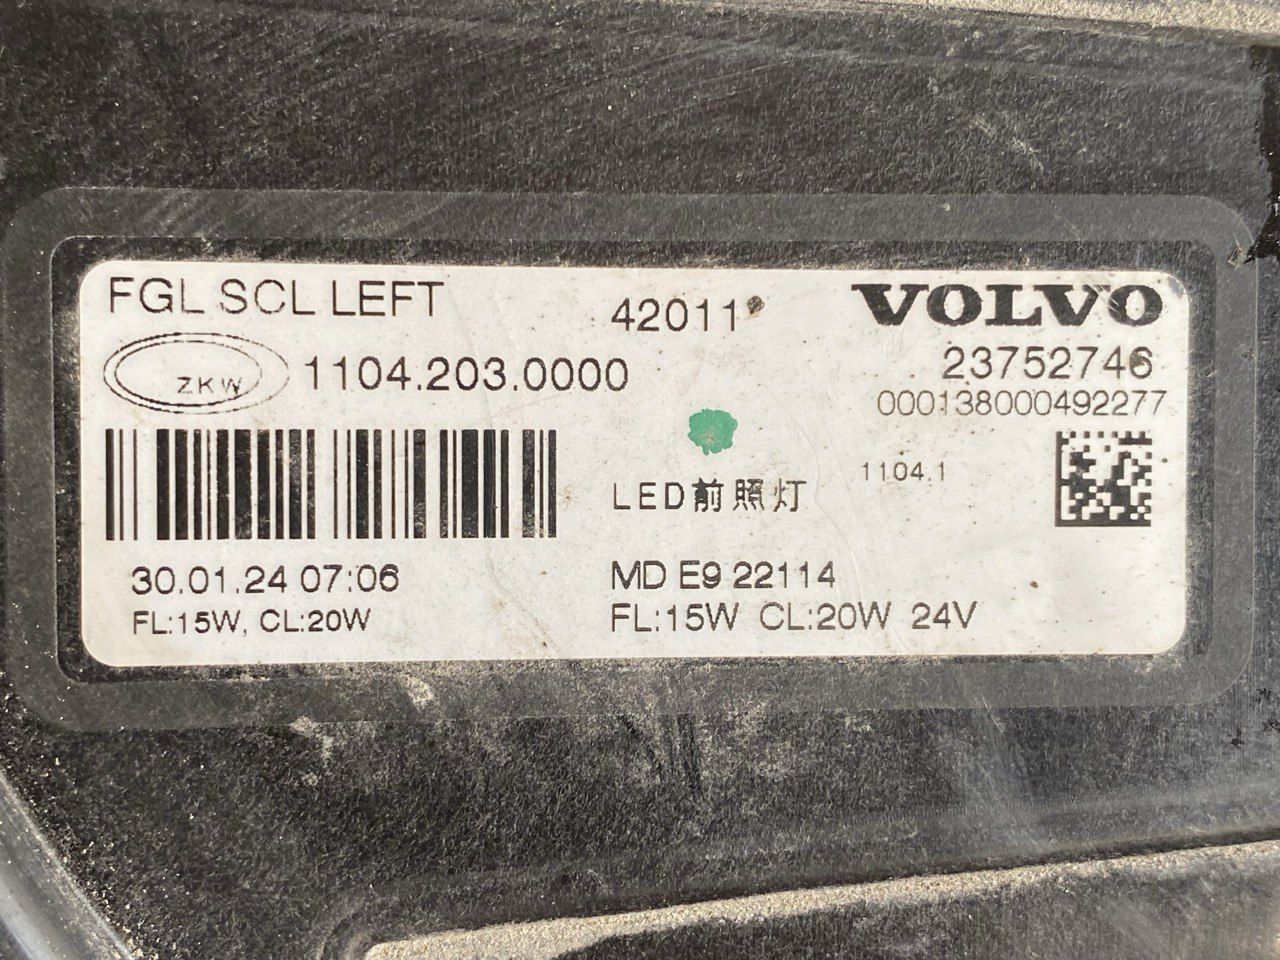 FGL SCL LEFT
42011
VOLVO
ZKW
1104.203.0000
23752746
000138000492277
1104.1
LED前照灯
30.01.24 07:06
MD E9 22114
FL:15W, CL:20W
FL:15W CL:20W 24V